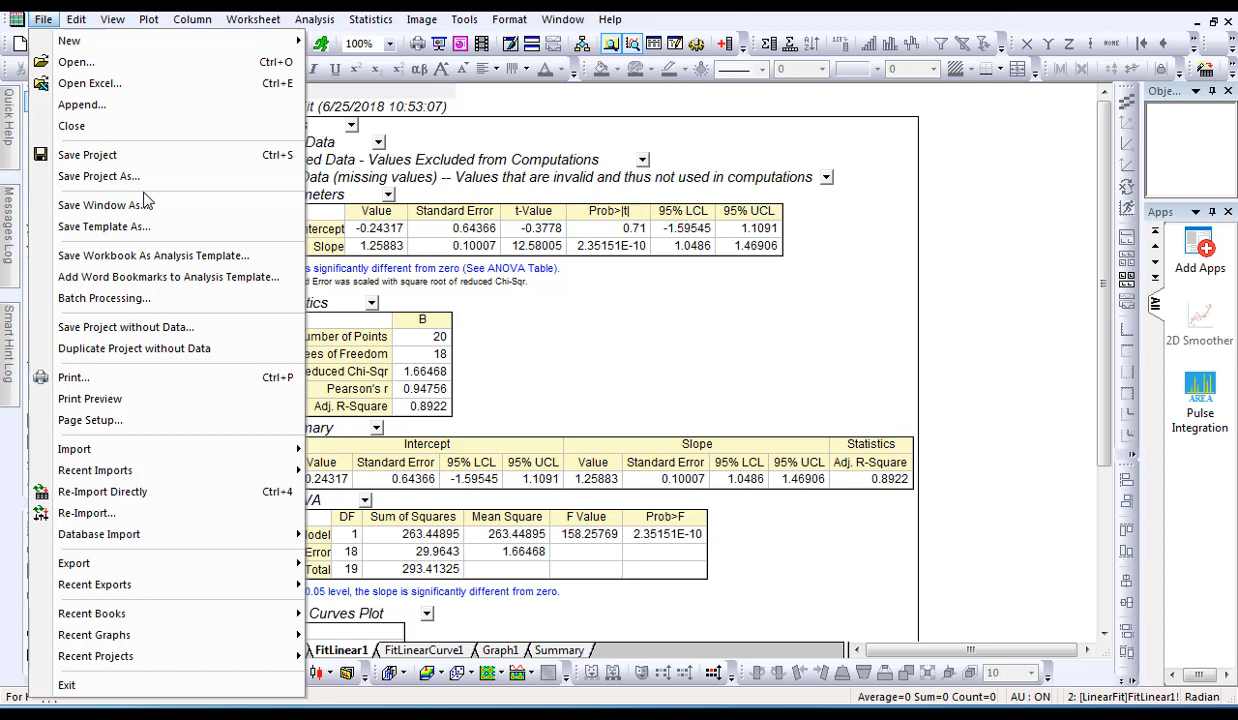 File Edit View Plot Column Worksheet Analysis Statistics Image Tools Format Window Help
New
Open... Ctrl+O
Open Excel... Ctrl+E
Append...
Close
Save Project Ctrl+S
Save Project As...
Save Window As...
Save Template As...
Save Workbook As Analysis Template...
Add Word Bookmarks to Analysis Template...
Batch Processing...
Save Project without Data...
Duplicate Project without Data
Print... Ctrl+P
Print Preview
Page Setup...
Import
Recent Imports
Re-Import Directly Ctrl+4
Re-Import...
Database Import
Export
Recent Exports
Recent Books
Recent Graphs
Recent Projects
Exit
100%
Quick Help
Messages Log
Smart Hint Log
it (6/25/2018 10:53:07)
s
Data
ed Data - Values Excluded from Computations
Data (missing values) -- Values that are invalid and thus not used in computations
meters
Value Standard Error t-Value Prob>|t| 95% LCL 95% UCL
ntercept -0.24317 0.64366 -0.3778 0.71 -1.59545 1.1091
Slope 1.25883 0.10007 12.58005 2.35151E-10 1.0486 1.46906
s significantly different from zero (See ANOVA Table).
d Error was scaled with square root of reduced Chi-Sqr.
tics
B
umber of Points 20
ees of Freedom 18
educed Chi-Sqr 1.66468
Pearson's r 0.94756
Adj. R-Square 0.8922
mary
Intercept Slope Statistics
Value Standard Error 95% LCL 95% UCL Value Standard Error 95% LCL 95% UCL Adj. R-Square
0.24317 0.64366 -1.59545 1.1091 1.25883 0.10007 1.0486 1.46906 0.8922
VA
DF Sum of Squares Mean Square F Value Prob>F
odel 1 263.44895 263.44895 158.25769 2.35151E-10
Error 18 29.9643 1.66468
Total 19 293.41325
0.05 level, the slope is significantly different from zero.
Curves Plot
FitLinear1 FitLinearCurve1 Graph1 Summary
Obje...
Apps
Add Apps
All
2D Smoother
AREA
Pulse
Integration
10
For H
Average=0 Sum=0 Count=0 AU : ON 2: [LinearFit]FitLinear1! Radian